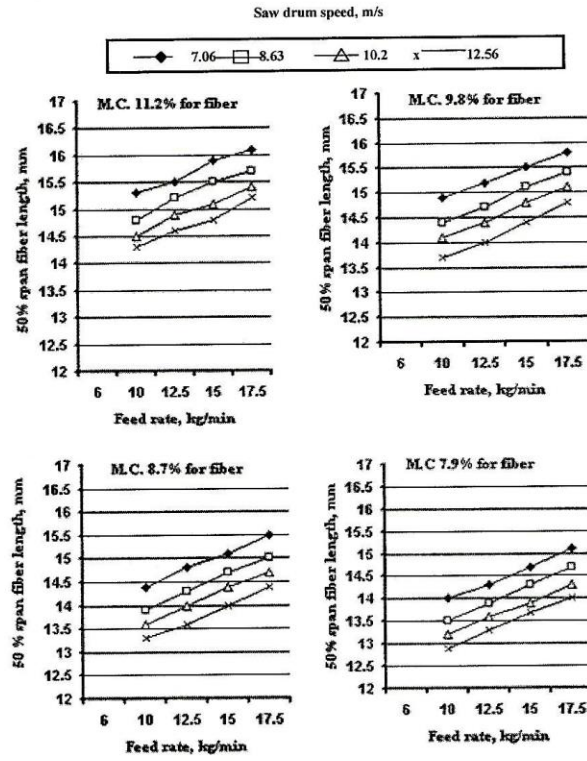 Saw drum speed, m/s
7.06 8.63 10.2 x 12.56
M.C. 11.2% for fiber
50% span fiber length, mm
17
16.5
16
15.5
15
14.5
14
13.5
13
12.5
12
6 10 12.5 15 17.5
Feed rate, kg/min
M.C. 9.8% for fiber
50% span fiber length, mm
17
16.5
16
15.5
15
14.5
14
13.5
13
12.5
12
6 10 12.5 15 17.5
Feed rate, kg/min
M.C. 8.7% for fiber
50 % span fiber length, mm
17
16.5
16
15.5
15
14.5
14
13.5
13
12.5
12
6 10 12.5 15 17.5
Feed rate, kg/min
M.C 7.9% for fiber
50 % span fiber length, mm
17
16.5
16
15.5
15
14.5
14
13.5
13
12.5
12
6 10 12.5 15 17.5
Feed rate, kg/min